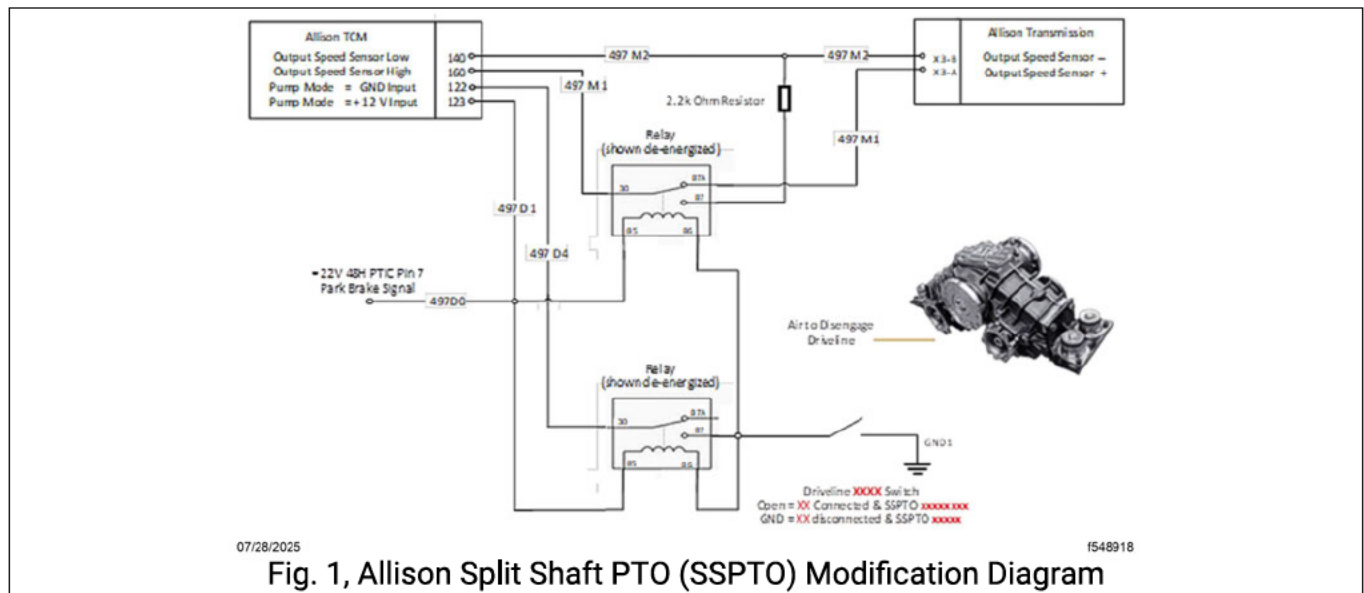 Allison TCM
Output Speed Sensor Low 140
Output Speed Sensor High 160
Pump Mode = GND Input 122
Pump Mode =+ 12 V Input 123
497 M2
497 M2
497 M1
2.2k Ohm Resistor
Allison Transmission
X3-B Output Speed Sensor –
X3-A Output Speed Sensor +
497 M1
Relay
(shown de-energized)
30
87A
87
85
86
497 D1
497 D4
22V 48H PTIC Pin 7
Park Brake Signal
497D0
Air to Disengage
Driveline
Relay
(shown de-energized)
30
87A
87
85
86
GND1
Driveline XXXX Switch
Open = XX Connected & SSPTO xxxxx xxx
GND = XX disconnected & SSPTO xxxxx
07/28/2025
f548918
Fig. 1, Allison Split Shaft PTO (SSPTO) Modification Diagram